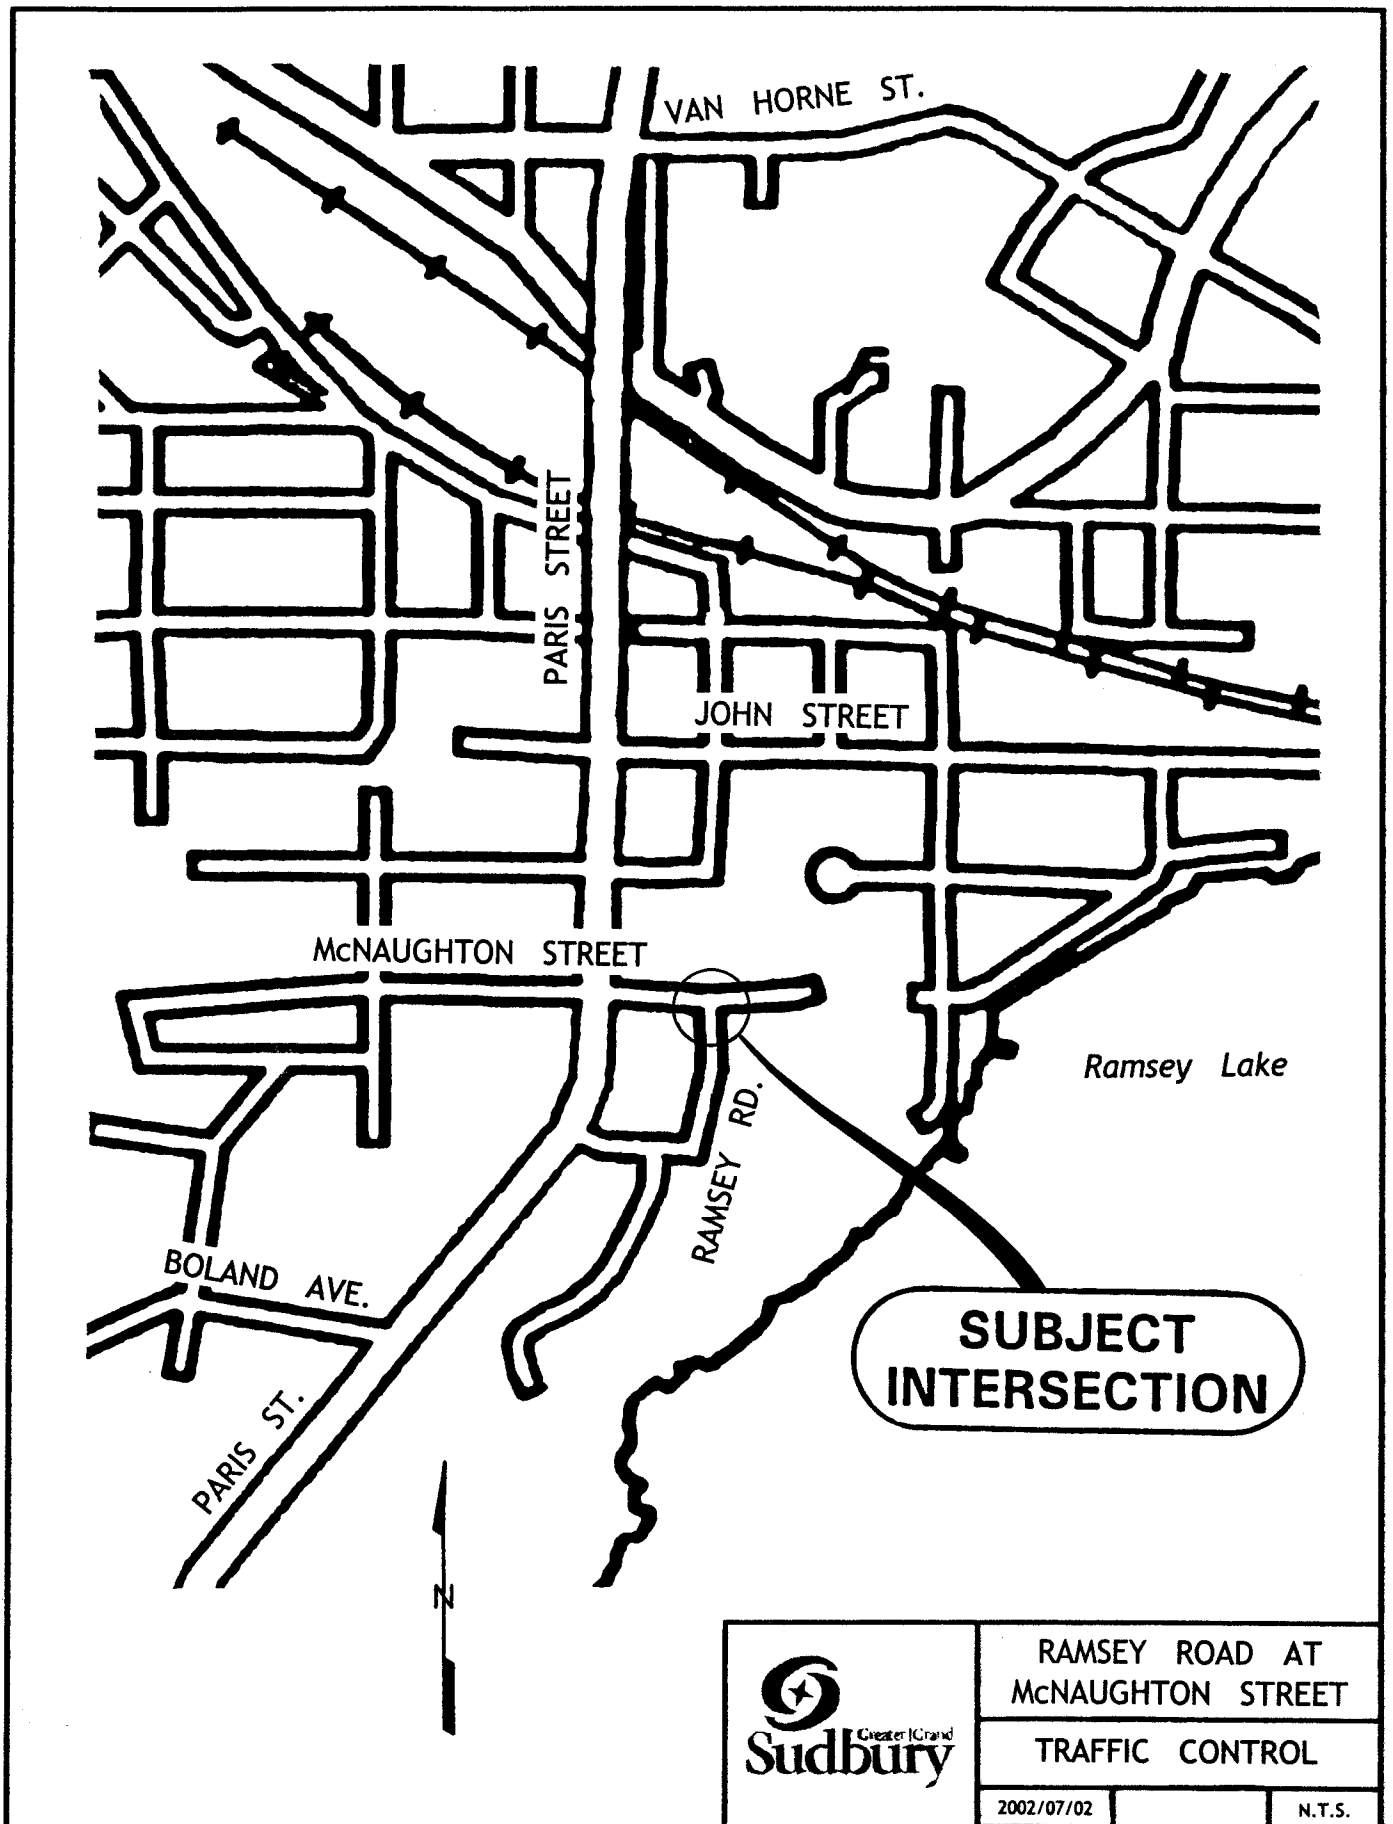 VAN HORNE ST.
PARIS STREET
JOHN STREET
McNAUGHTON STREET
Ramsey Lake
RAMSEY RD.
BOLAND AVE.
SUBJECT
INTERSECTION
PARIS ST.
N
RAMSEY ROAD AT
McNAUGHTON STREET
Greater|Grand
Sudbury
TRAFFIC CONTROL
2002/07/02
N.T.S.